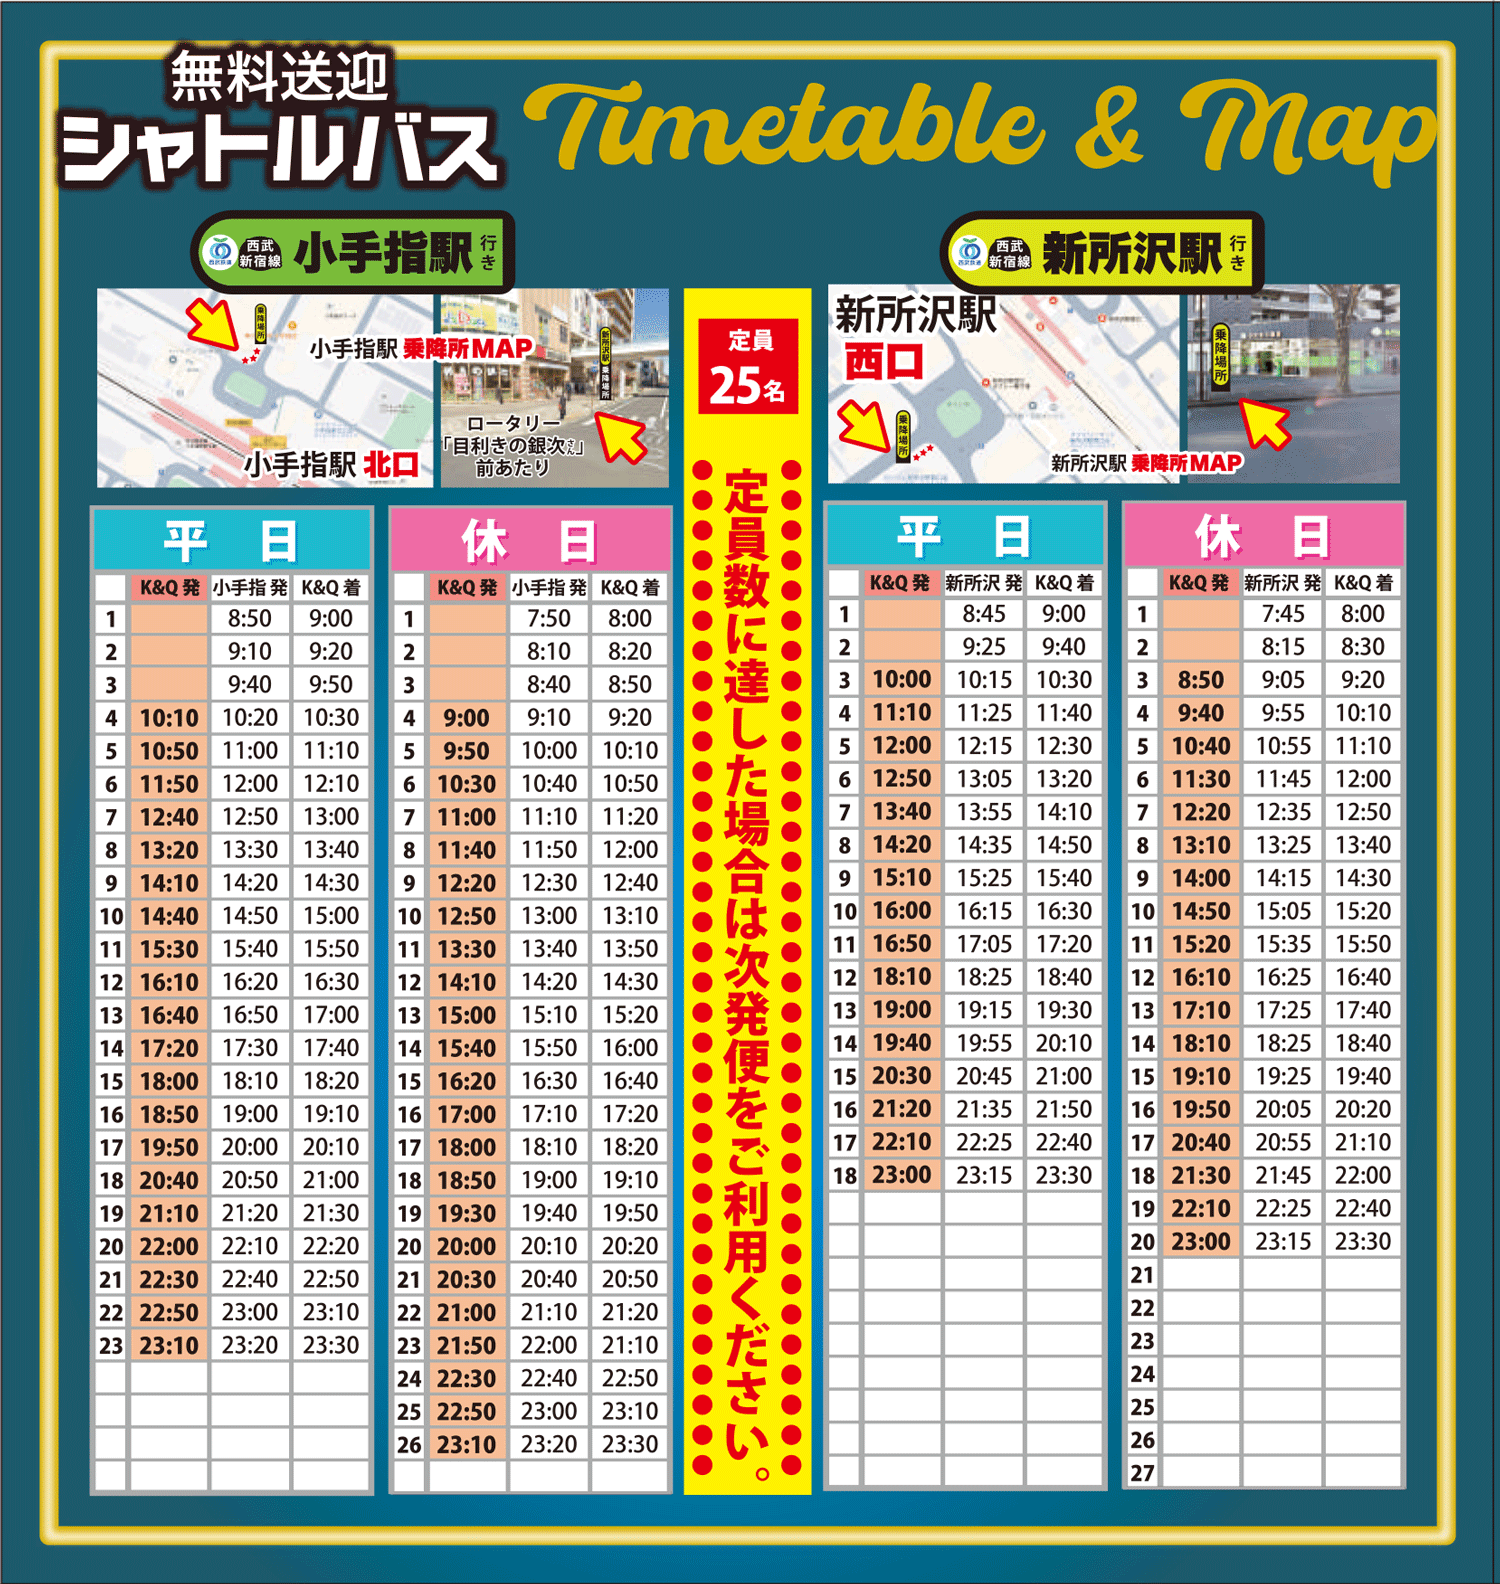 無料送迎
シャトルバス
Timetable & Map
西武鉄道
西武
新宿線
小手指駅
行き
乗降場所
小手指駅 乗降所MAP
小手指駅 北口
新所沢駅 乗降場所
ロータリー
「目利きの銀次さん」
前あたり
定員
25名
定員数に達した場合は次発便をご利用ください。
西武鉄道
西武
新宿線
新所沢駅
行き
新所沢駅
西口
乗降場所
乗降場所
新所沢駅 乗降所MAP
平 日
K&Q 発 小手指 発 K&Q 着
1 8:50 9:00
2 9:10 9:20
3 9:40 9:50
4 10:10 10:20 10:30
5 10:50 11:00 11:10
6 11:50 12:00 12:10
7 12:40 12:50 13:00
8 13:20 13:30 13:40
9 14:10 14:20 14:30
10 14:40 14:50 15:00
11 15:30 15:40 15:50
12 16:10 16:20 16:30
13 16:40 16:50 17:00
14 17:20 17:30 17:40
15 18:00 18:10 18:20
16 18:50 19:00 19:10
17 19:50 20:00 20:10
18 20:40 20:50 21:00
19 21:10 21:20 21:30
20 22:00 22:10 22:20
21 22:30 22:40 22:50
22 22:50 23:00 23:10
23 23:10 23:20 23:30
休 日
K&Q 発 小手指 発 K&Q 着
1 7:50 8:00
2 8:10 8:20
3 8:40 8:50
4 9:00 9:10 9:20
5 9:50 10:00 10:10
6 10:30 10:40 10:50
7 11:00 11:10 11:20
8 11:40 11:50 12:00
9 12:20 12:30 12:40
10 12:50 13:00 13:10
11 13:30 13:40 13:50
12 14:10 14:20 14:30
13 15:00 15:10 15:20
14 15:40 15:50 16:00
15 16:20 16:30 16:40
16 17:00 17:10 17:20
17 18:00 18:10 18:20
18 18:50 19:00 19:10
19 19:30 19:40 19:50
20 20:00 20:10 20:20
21 20:30 20:40 20:50
22 21:00 21:10 21:20
23 21:50 22:00 21:10
24 22:30 22:40 22:50
25 22:50 23:00 23:10
26 23:10 23:20 23:30
平 日
K&Q 発 新所沢 発 K&Q 着
1 8:45 9:00
2 9:25 9:40
3 10:00 10:15 10:30
4 11:10 11:25 11:40
5 12:00 12:15 12:30
6 12:50 13:05 13:20
7 13:40 13:55 14:10
8 14:20 14:35 14:50
9 15:10 15:25 15:40
10 16:00 16:15 16:30
11 16:50 17:05 17:20
12 18:10 18:25 18:40
13 19:00 19:15 19:30
14 19:40 19:55 20:10
15 20:30 20:45 21:00
16 21:20 21:35 21:50
17 22:10 22:25 22:40
18 23:00 23:15 23:30
休 日
K&Q 発 新所沢 発 K&Q 着
1 7:45 8:00
2 8:15 8:30
3 8:50 9:05 9:20
4 9:40 9:55 10:10
5 10:40 10:55 11:10
6 11:30 11:45 12:00
7 12:20 12:35 12:50
8 13:10 13:25 13:40
9 14:00 14:15 14:30
10 14:50 15:05 15:20
11 15:20 15:35 15:50
12 16:10 16:25 16:40
13 17:10 17:25 17:40
14 18:10 18:25 18:40
15 19:10 19:25 19:40
16 19:50 20:05 20:20
17 20:40 20:55 21:10
18 21:30 21:45 22:00
19 22:10 22:25 22:40
20 23:00 23:15 23:30
21
22
23
24
25
26
27